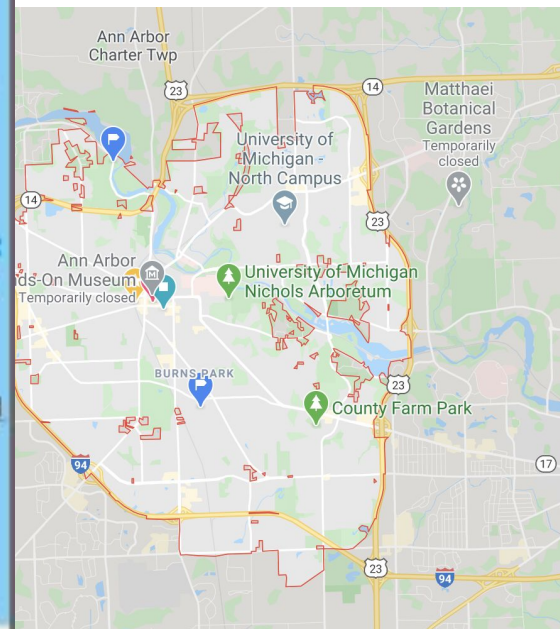 Ann Arbor
Charter Twp
23
14
Matthaei
Botanical
Gardens
Temporarily
closed
University of
Michigan -
North Campus
14
23
Ann Arbor
ds-On Museum
Temporarily closed
University of Michigan
Nichols Arboretum
BURNS PARK
23
County Farm Park
94
17
23
94